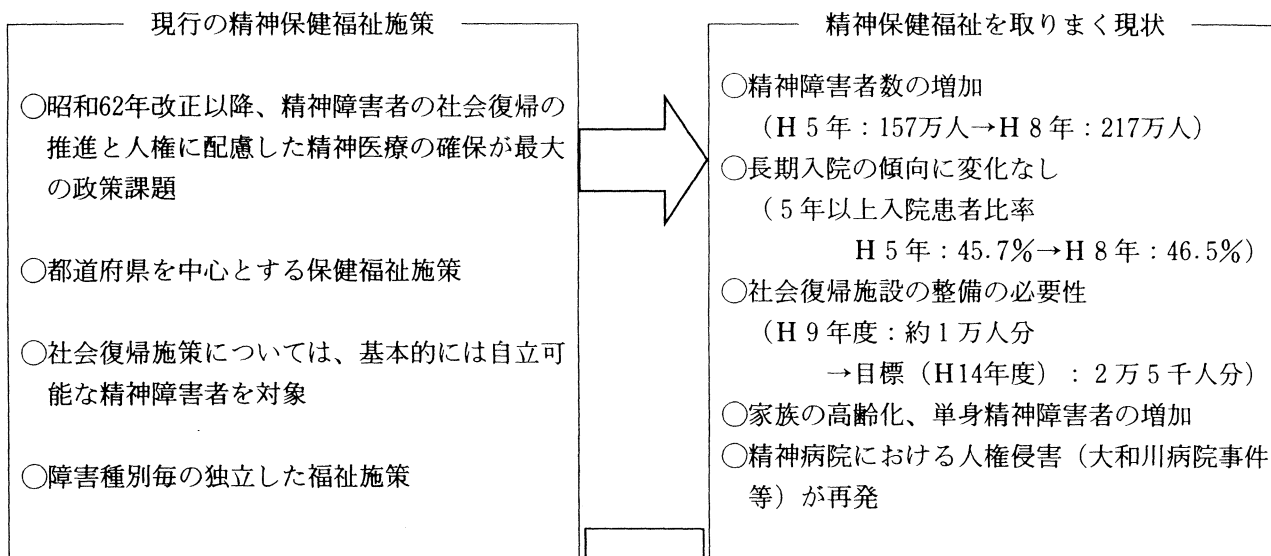 現行の精神保健福祉施策
○昭和62年改正以降、精神障害者の社会復帰の
推進と人権に配慮した精神医療の確保が最大
の政策課題
○都道府県を中心とする保健福祉施策
○社会復帰施策については、基本的には自立可
能な精神障害者を対象
○障害種別毎の独立した福祉施策
精神保健福祉を取りまく現状
○精神障害者数の増加
（H5年：157万人→H8年：217万人）
○長期入院の傾向に変化なし
（5年以上入院患者比率
H5年：45.7％→H8年：46.5％）
○社会復帰施設の整備の必要性
（H9年度：約1万人分
→目標（H14年度）：2万5千人分）
○家族の高齢化、単身精神障害者の増加
○精神病院における人権侵害（大和川病院事件
等）が再発